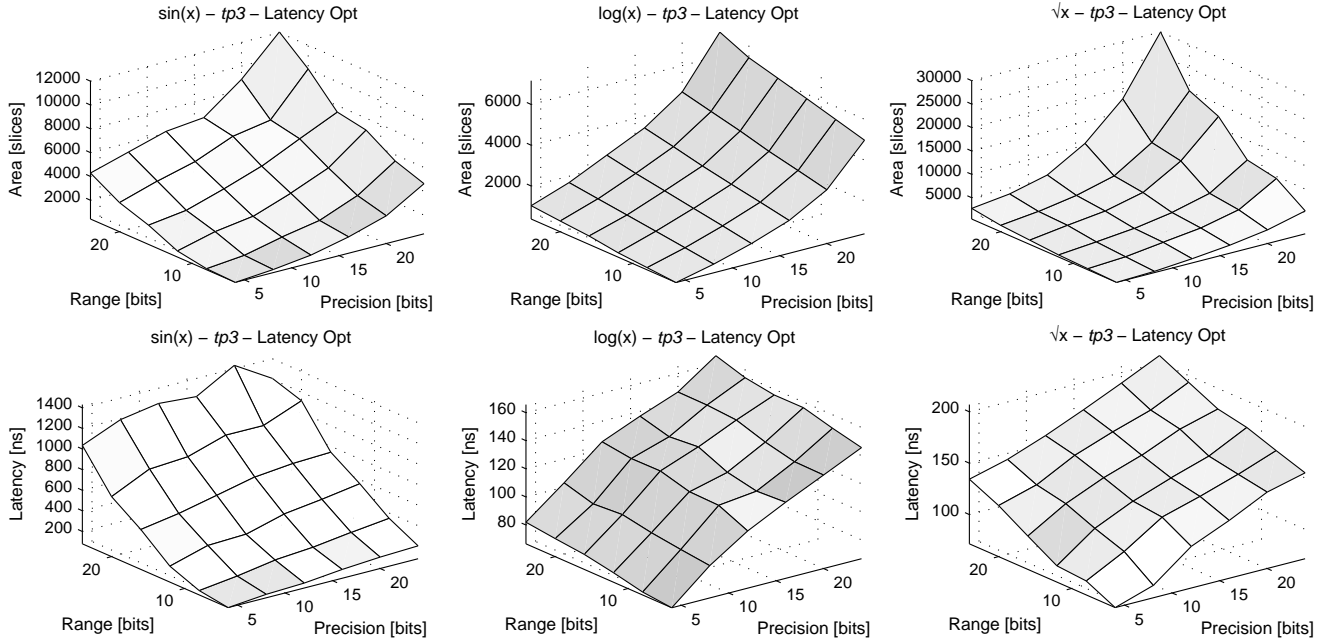 sin(x) – tp3 – Latency Opt
12000
10000
8000
6000
4000
2000
Area [slices]
20
10
Range [bits]
5
10
15
20
Precision [bits]
log(x) – tp3 – Latency Opt
6000
4000
2000
Area [slices]
20
10
Range [bits]
5
10
15
20
Precision [bits]
√x – tp3 – Latency Opt
30000
25000
20000
15000
10000
5000
Area [slices]
20
10
Range [bits]
5
10
15
20
Precision [bits]
sin(x) – tp3 – Latency Opt
1400
1200
1000
800
600
400
200
Latency [ns]
20
10
Range [bits]
5
10
15
20
Precision [bits]
log(x) – tp3 – Latency Opt
160
140
120
100
80
Latency [ns]
20
10
Range [bits]
5
10
15
20
Precision [bits]
√x – tp3 – Latency Opt
200
150
100
Latency [ns]
20
10
Range [bits]
5
10
15
20
Precision [bits]